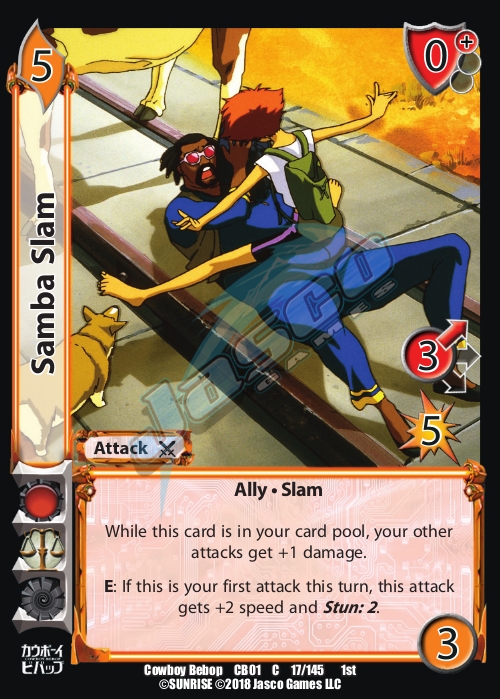 5
0
+
Samba Slam
Jasco
GAMES
3
5
Attack
Ally • Slam
While this card is in your card pool, your other
attacks get +1 damage.
E: If this is your first attack this turn, this attack
gets +2 speed and Stun: 2.
3
カウボーイ
ビバップ
Cowboy Bebop CB01 C 17/145 1st
©SUNRISE ©2018 Jasco Games LLC